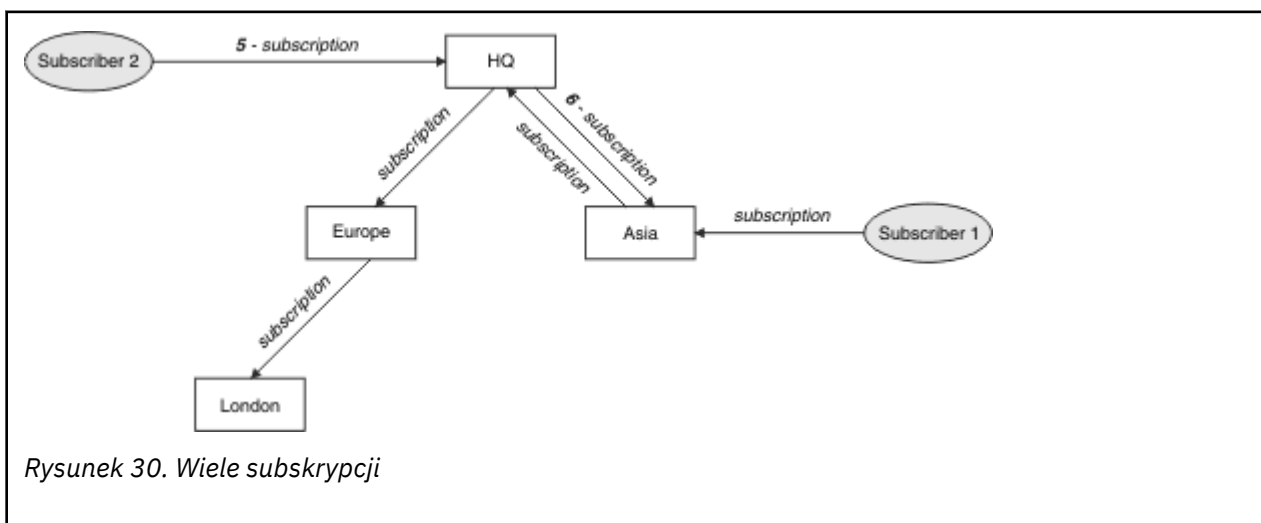 5 - subscription
Subscriber 2
HQ
6 - subscription
subscription
subscription
Europe
Asia
subscription
Subscriber 1
subscription
London
Rysunek 30. Wiele subskrypcji